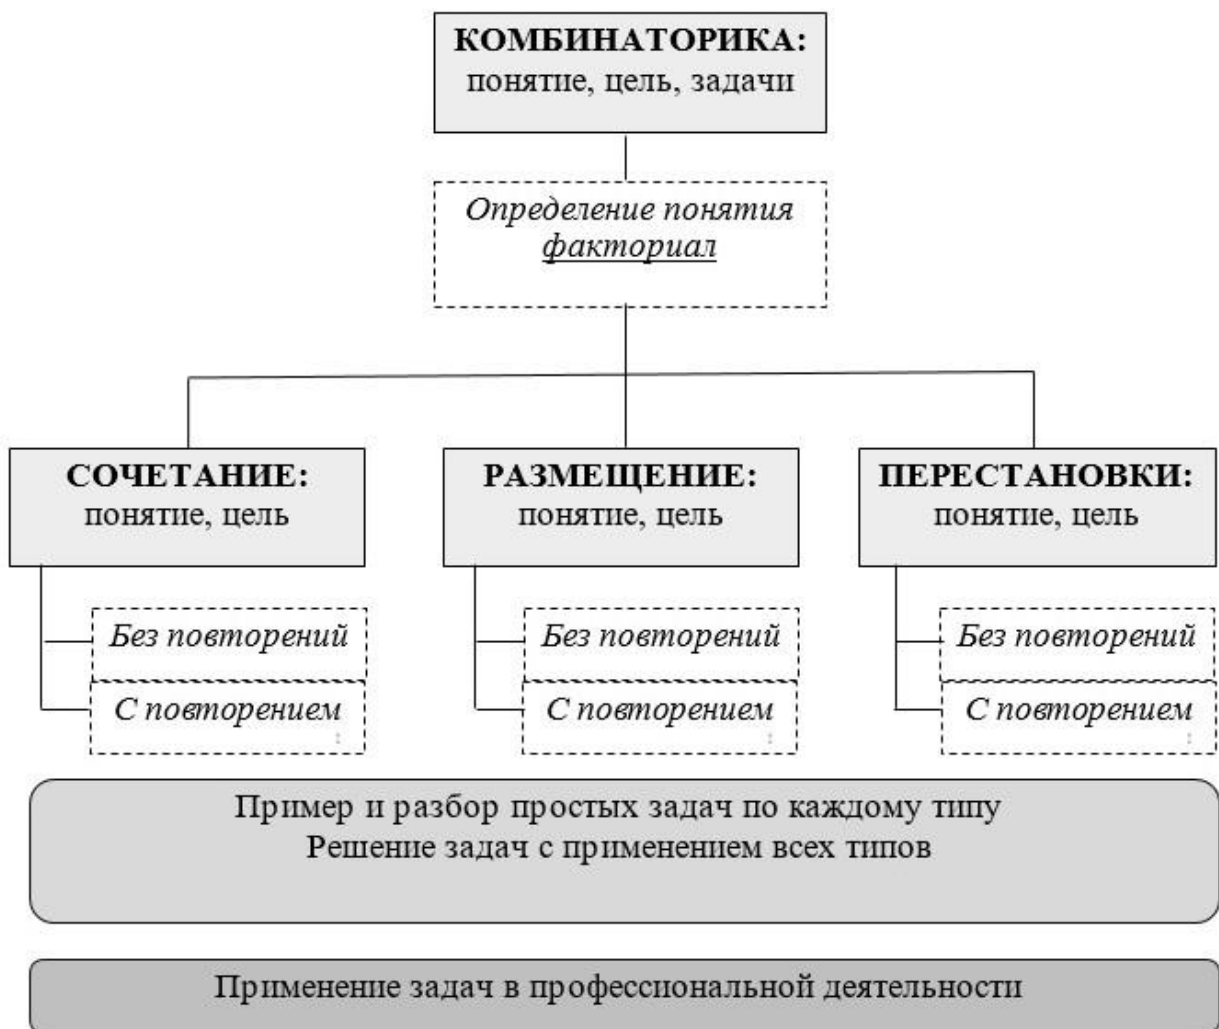 КОМБИНАТОРИКА:
понятие, цель, задачи
Определение понятия
факториал
СОЧЕТАНИЕ:
понятие, цель
РАЗМЕЩЕНИЕ:
понятие, цель
ПЕРЕСТАНОВКИ:
понятие, цель
Без повторений
С повторением
Без повторений
С повторением
Без повторений
С повторением
Пример и разбор простых задач по каждому типу
Решение задач с применением всех типов
Применение задач в профессиональной деятельности